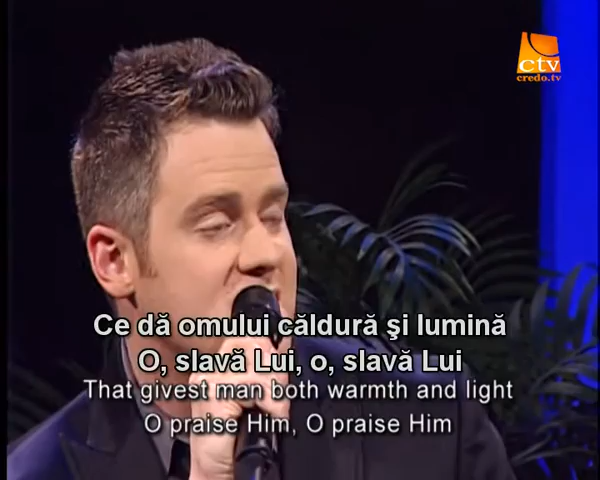 ctv
credo.tv
Ce dă omului căldură şi lumină
O, slavă Lui, o, slavă Lui
That givest man both warmth and light
O praise Him, O praise Him